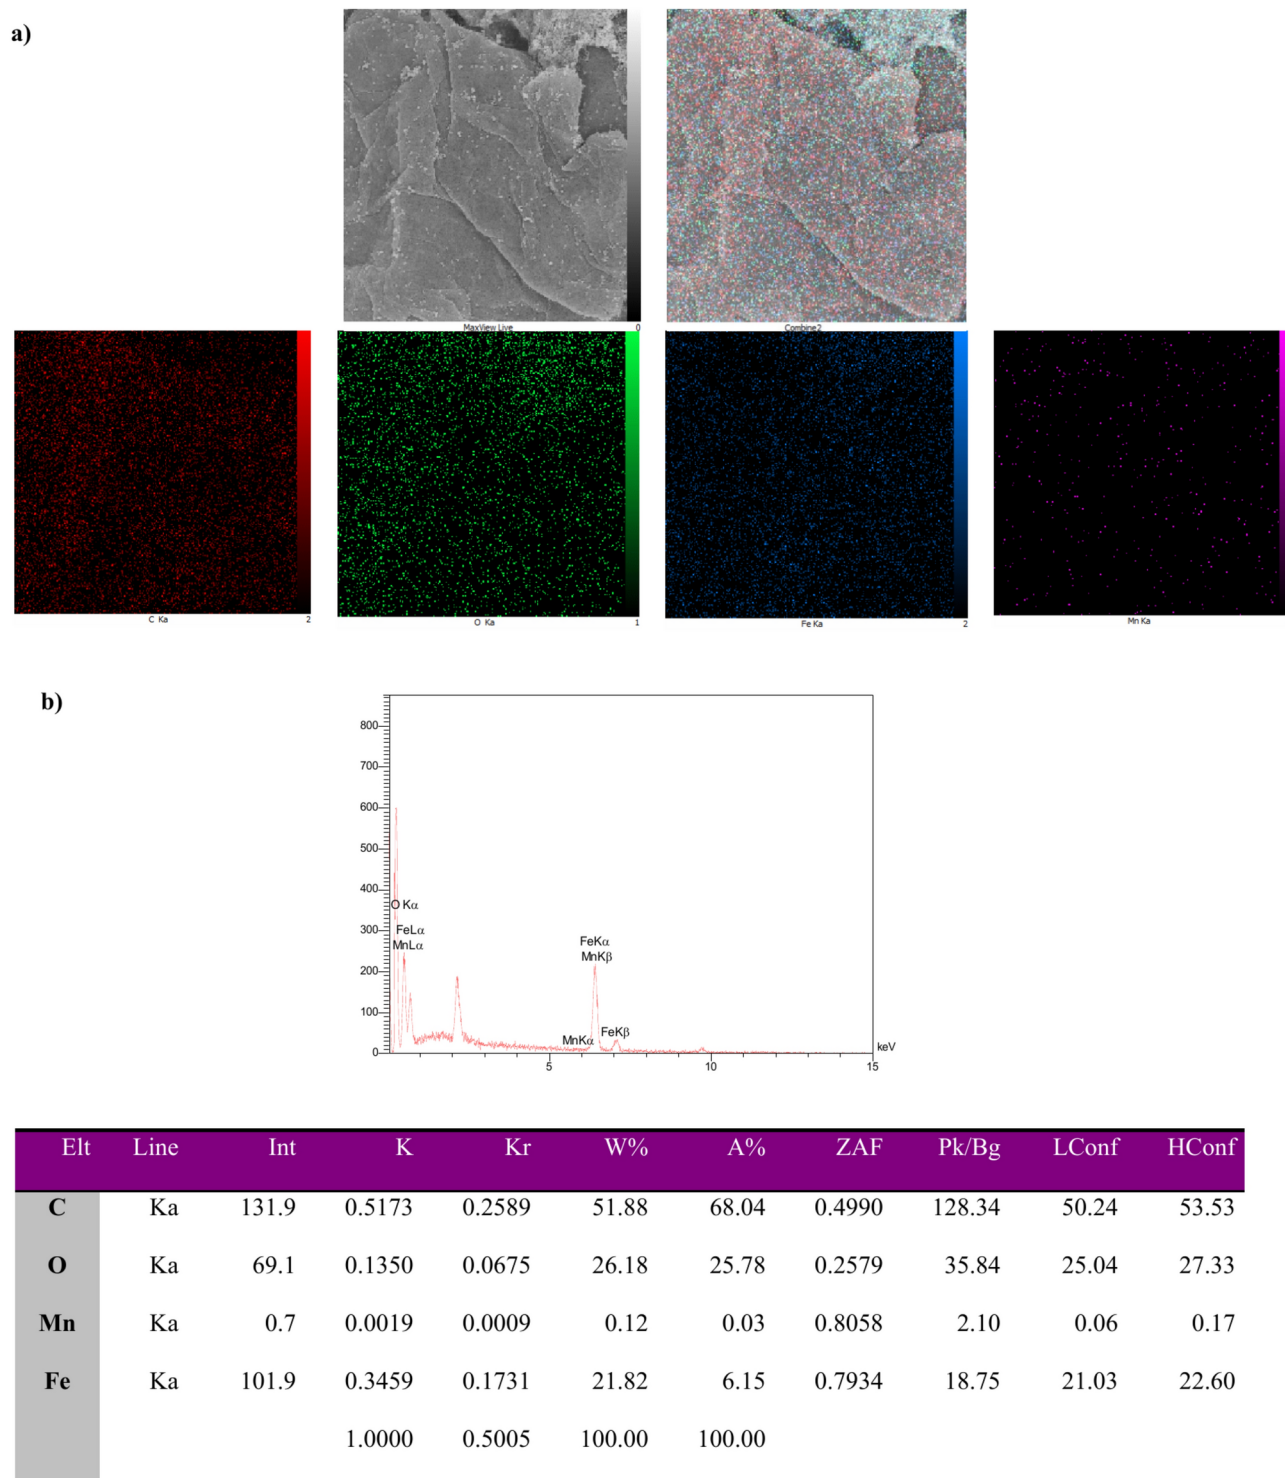 a)
MaxView Live 0
Combine2
C Ka 2
O Ka 1
Fe Ka 2
Mn Ka
b)
800
700
600
500
400
300
200
100
0
O Kα
FeLα
MnLα
FeKα
MnKβ
MnKα
FeKβ
keV
5 10 15
Elt Line Int K Kr W% A% ZAF Pk/Bg LConf HConf
C Ka 131.9 0.5173 0.2589 51.88 68.04 0.4990 128.34 50.24 53.53
O Ka 69.1 0.1350 0.0675 26.18 25.78 0.2579 35.84 25.04 27.33
Mn Ka 0.7 0.0019 0.0009 0.12 0.03 0.8058 2.10 0.06 0.17
Fe Ka 101.9 0.3459 0.1731 21.82 6.15 0.7934 18.75 21.03 22.60
1.0000 0.5005 100.00 100.00